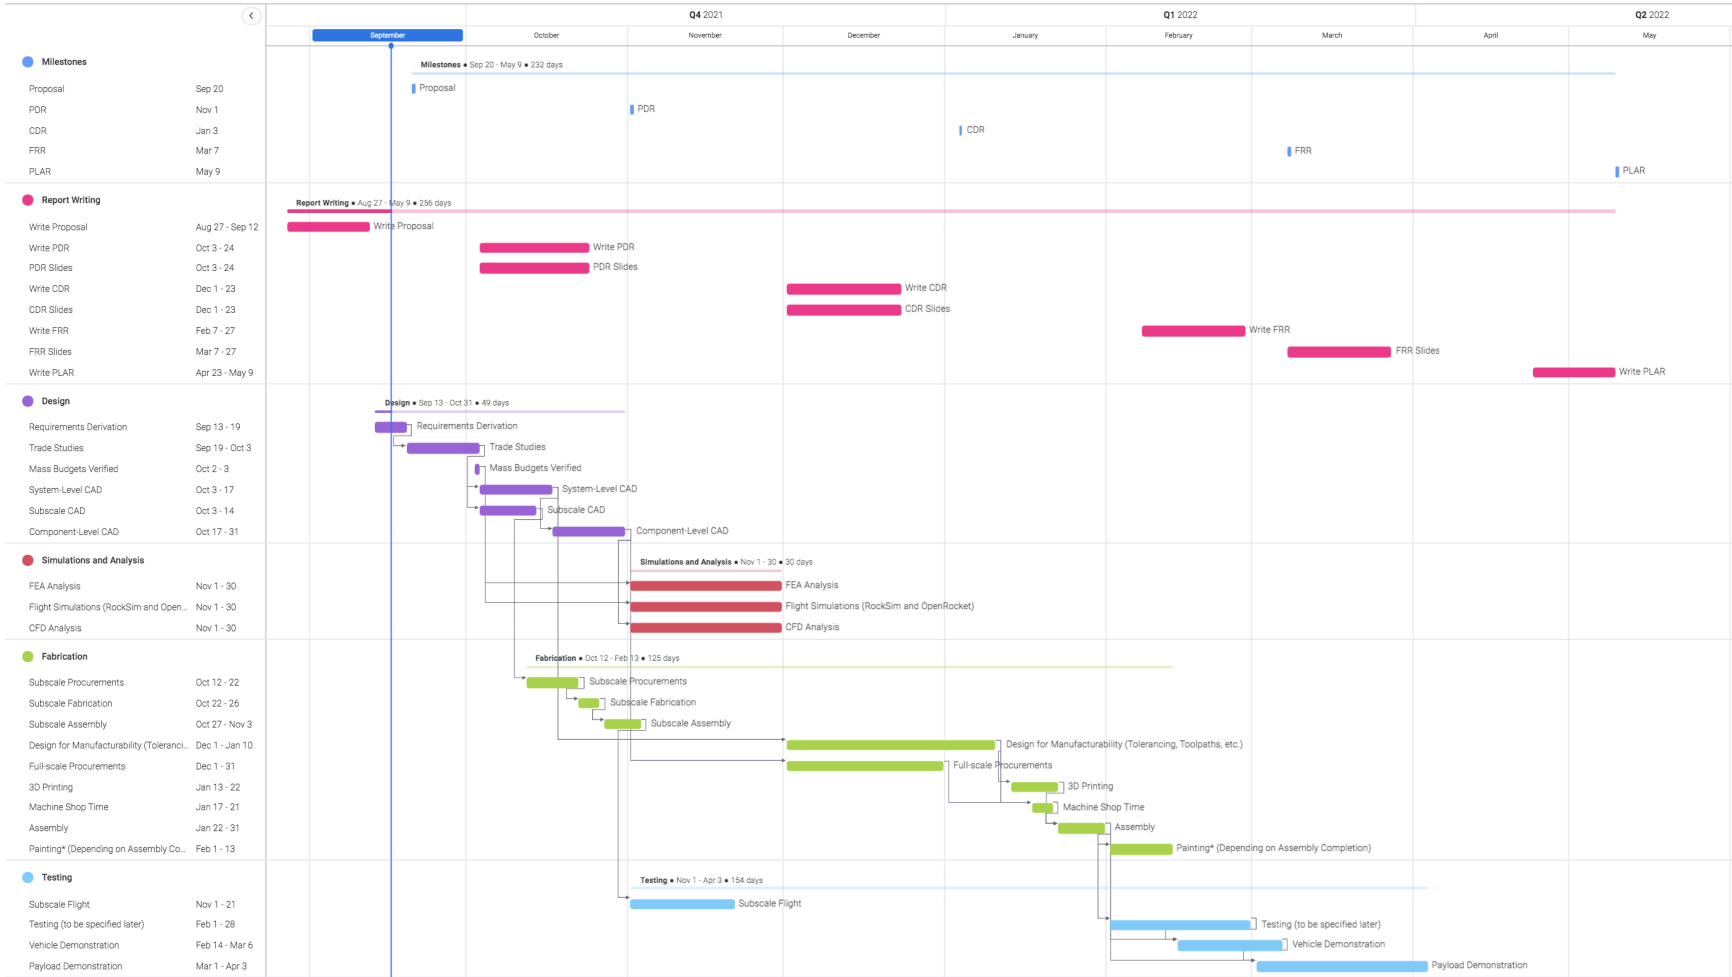 Q4 2021
Q1 2022
Q2 2022
September
October
November
December
January
February
March
April
May
Milestones
Milestones • Sep 20 - May 9 • 232 days
Proposal Sep 20 Proposal
PDR Nov 1 PDR
CDR Jan 3 CDR
FRR Mar 7 FRR
PLAR May 9 PLAR
Report Writing
Report Writing • Aug 27 - May 9 • 256 days
Write Proposal Aug 27 - Sep 12 Write Proposal
Write PDR Oct 3 - 24 Write PDR
PDR Slides Oct 3 - 24 PDR Slides
Write CDR Dec 1 - 23 Write CDR
CDR Slides Dec 1 - 23 CDR Slides
Write FRR Feb 7 - 27 Write FRR
FRR Slides Mar 7 - 27 FRR Slides
Write PLAR Apr 23 - May 9 Write PLAR
Design
Design • Sep 13 - Oct 31 • 49 days
Requirements Derivation Sep 13 - 19 Requirements Derivation
Trade Studies Sep 19 - Oct 3 Trade Studies
Mass Budgets Verified Oct 2 - 3 Mass Budgets Verified
System-Level CAD Oct 3 - 17 System-Level CAD
Subscale CAD Oct 3 - 14 Subscale CAD
Component-Level CAD Oct 17 - 31 Component-Level CAD
Simulations and Analysis
Simulations and Analysis • Nov 1 - 30 • 30 days
FEA Analysis Nov 1 - 30 FEA Analysis
Flight Simulations (RockSim and Open... Nov 1 - 30 Flight Simulations (RockSim and OpenRocket)
CFD Analysis Nov 1 - 30 CFD Analysis
Fabrication
Fabrication • Oct 12 - Feb 13 • 125 days
Subscale Procurements Oct 12 - 22 Subscale Procurements
Subscale Fabrication Oct 22 - 26 Subscale Fabrication
Subscale Assembly Oct 27 - Nov 3 Subscale Assembly
Design for Manufacturability (Toleranci... Dec 1 - Jan 10 Design for Manufacturability (Tolerancing, Toolpaths, etc.)
Full-scale Procurements Dec 1 - 31 Full-scale Procurements
3D Printing Jan 13 - 22 3D Printing
Machine Shop Time Jan 17 - 21 Machine Shop Time
Assembly Jan 22 - 31 Assembly
Painting* (Depending on Assembly Co... Feb 1 - 13 Painting* (Depending on Assembly Completion)
Testing
Testing • Nov 1 - Apr 3 • 154 days
Subscale Flight Nov 1 - 21 Subscale Flight
Testing (to be specified later) Feb 1 - 28 Testing (to be specified later)
Vehicle Demonstration Feb 14 - Mar 6 Vehicle Demonstration
Payload Demonstration Mar 1 - Apr 3 Payload Demonstration